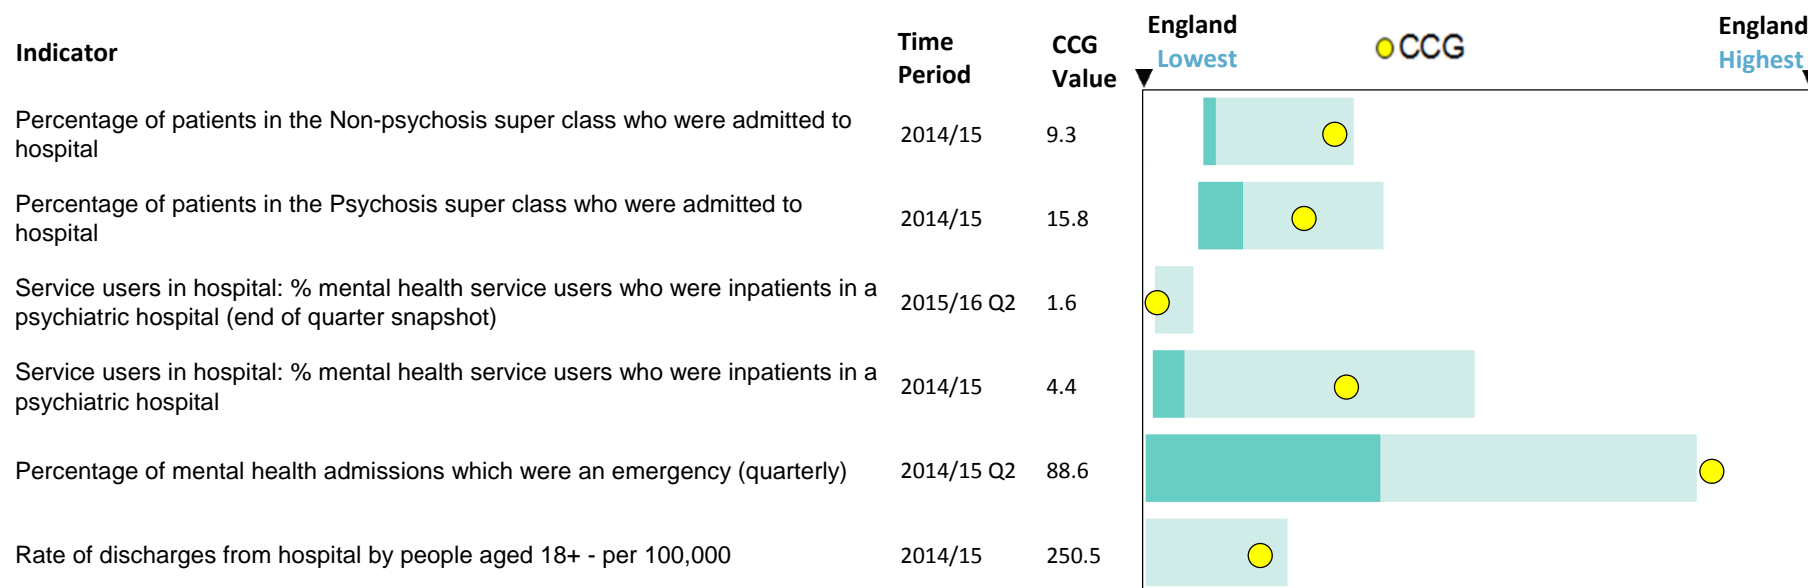 Indicator
Time Period
CCG Value
England Lowest
CCG
England Highest
Percentage of patients in the Non-psychosis super class who were admitted to
hospital
2014/15 9.3
Percentage of patients in the Psychosis super class who were admitted to
hospital
2014/15 15.8
Service users in hospital: % mental health service users who were inpatients in a
psychiatric hospital (end of quarter snapshot)
2015/16 Q2 1.6
Service users in hospital: % mental health service users who were inpatients in a
psychiatric hospital
2014/15 4.4
Percentage of mental health admissions which were an emergency (quarterly) 2014/15 Q2 88.6
Rate of discharges from hospital by people aged 18+ - per 100,000 2014/15 250.5